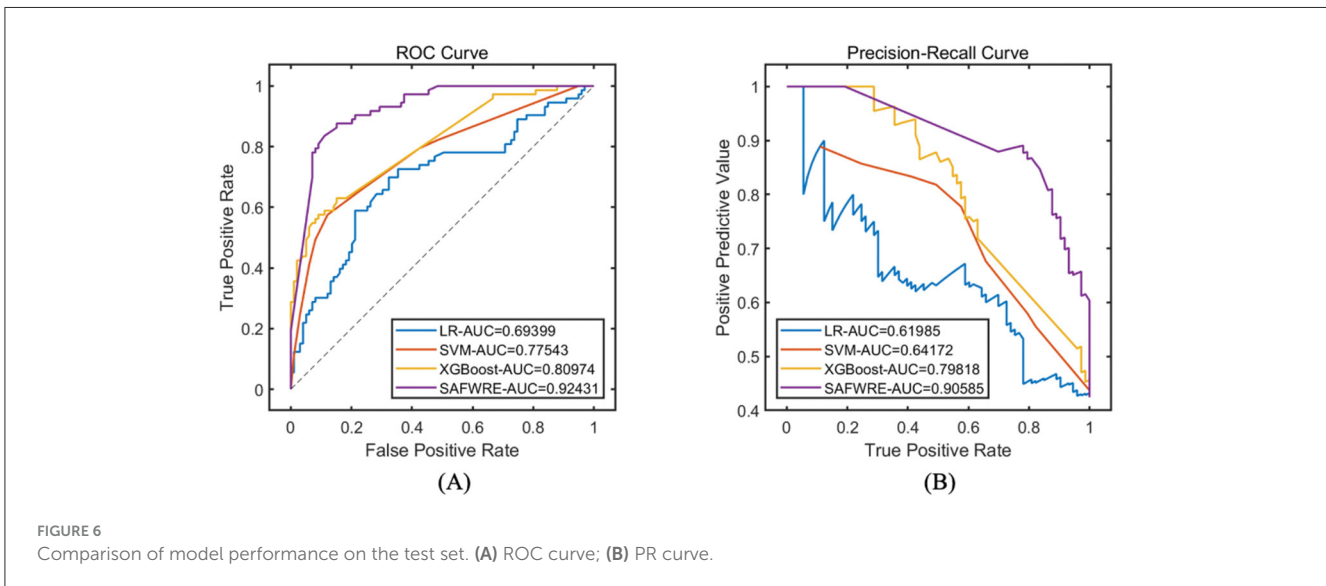 ROC Curve
1
0.8
0.6
0.4
0.2
0
True Positive Rate
0 0.2 0.4 0.6 0.8 1
False Positive Rate
LR-AUC=0.69399
SVM-AUC=0.77543
XGBoost-AUC=0.80974
SAFWRE-AUC=0.92431
(A)
Precision-Recall Curve
1
0.9
0.8
0.7
0.6
0.5
0.4
Positive Predictive Value
0 0.2 0.4 0.6 0.8 1
True Positive Rate
LR-AUC=0.61985
SVM-AUC=0.64172
XGBoost-AUC=0.79818
SAFWRE-AUC=0.90585
(B)
FIGURE 6
Comparison of model performance on the test set. (A) ROC curve; (B) PR curve.